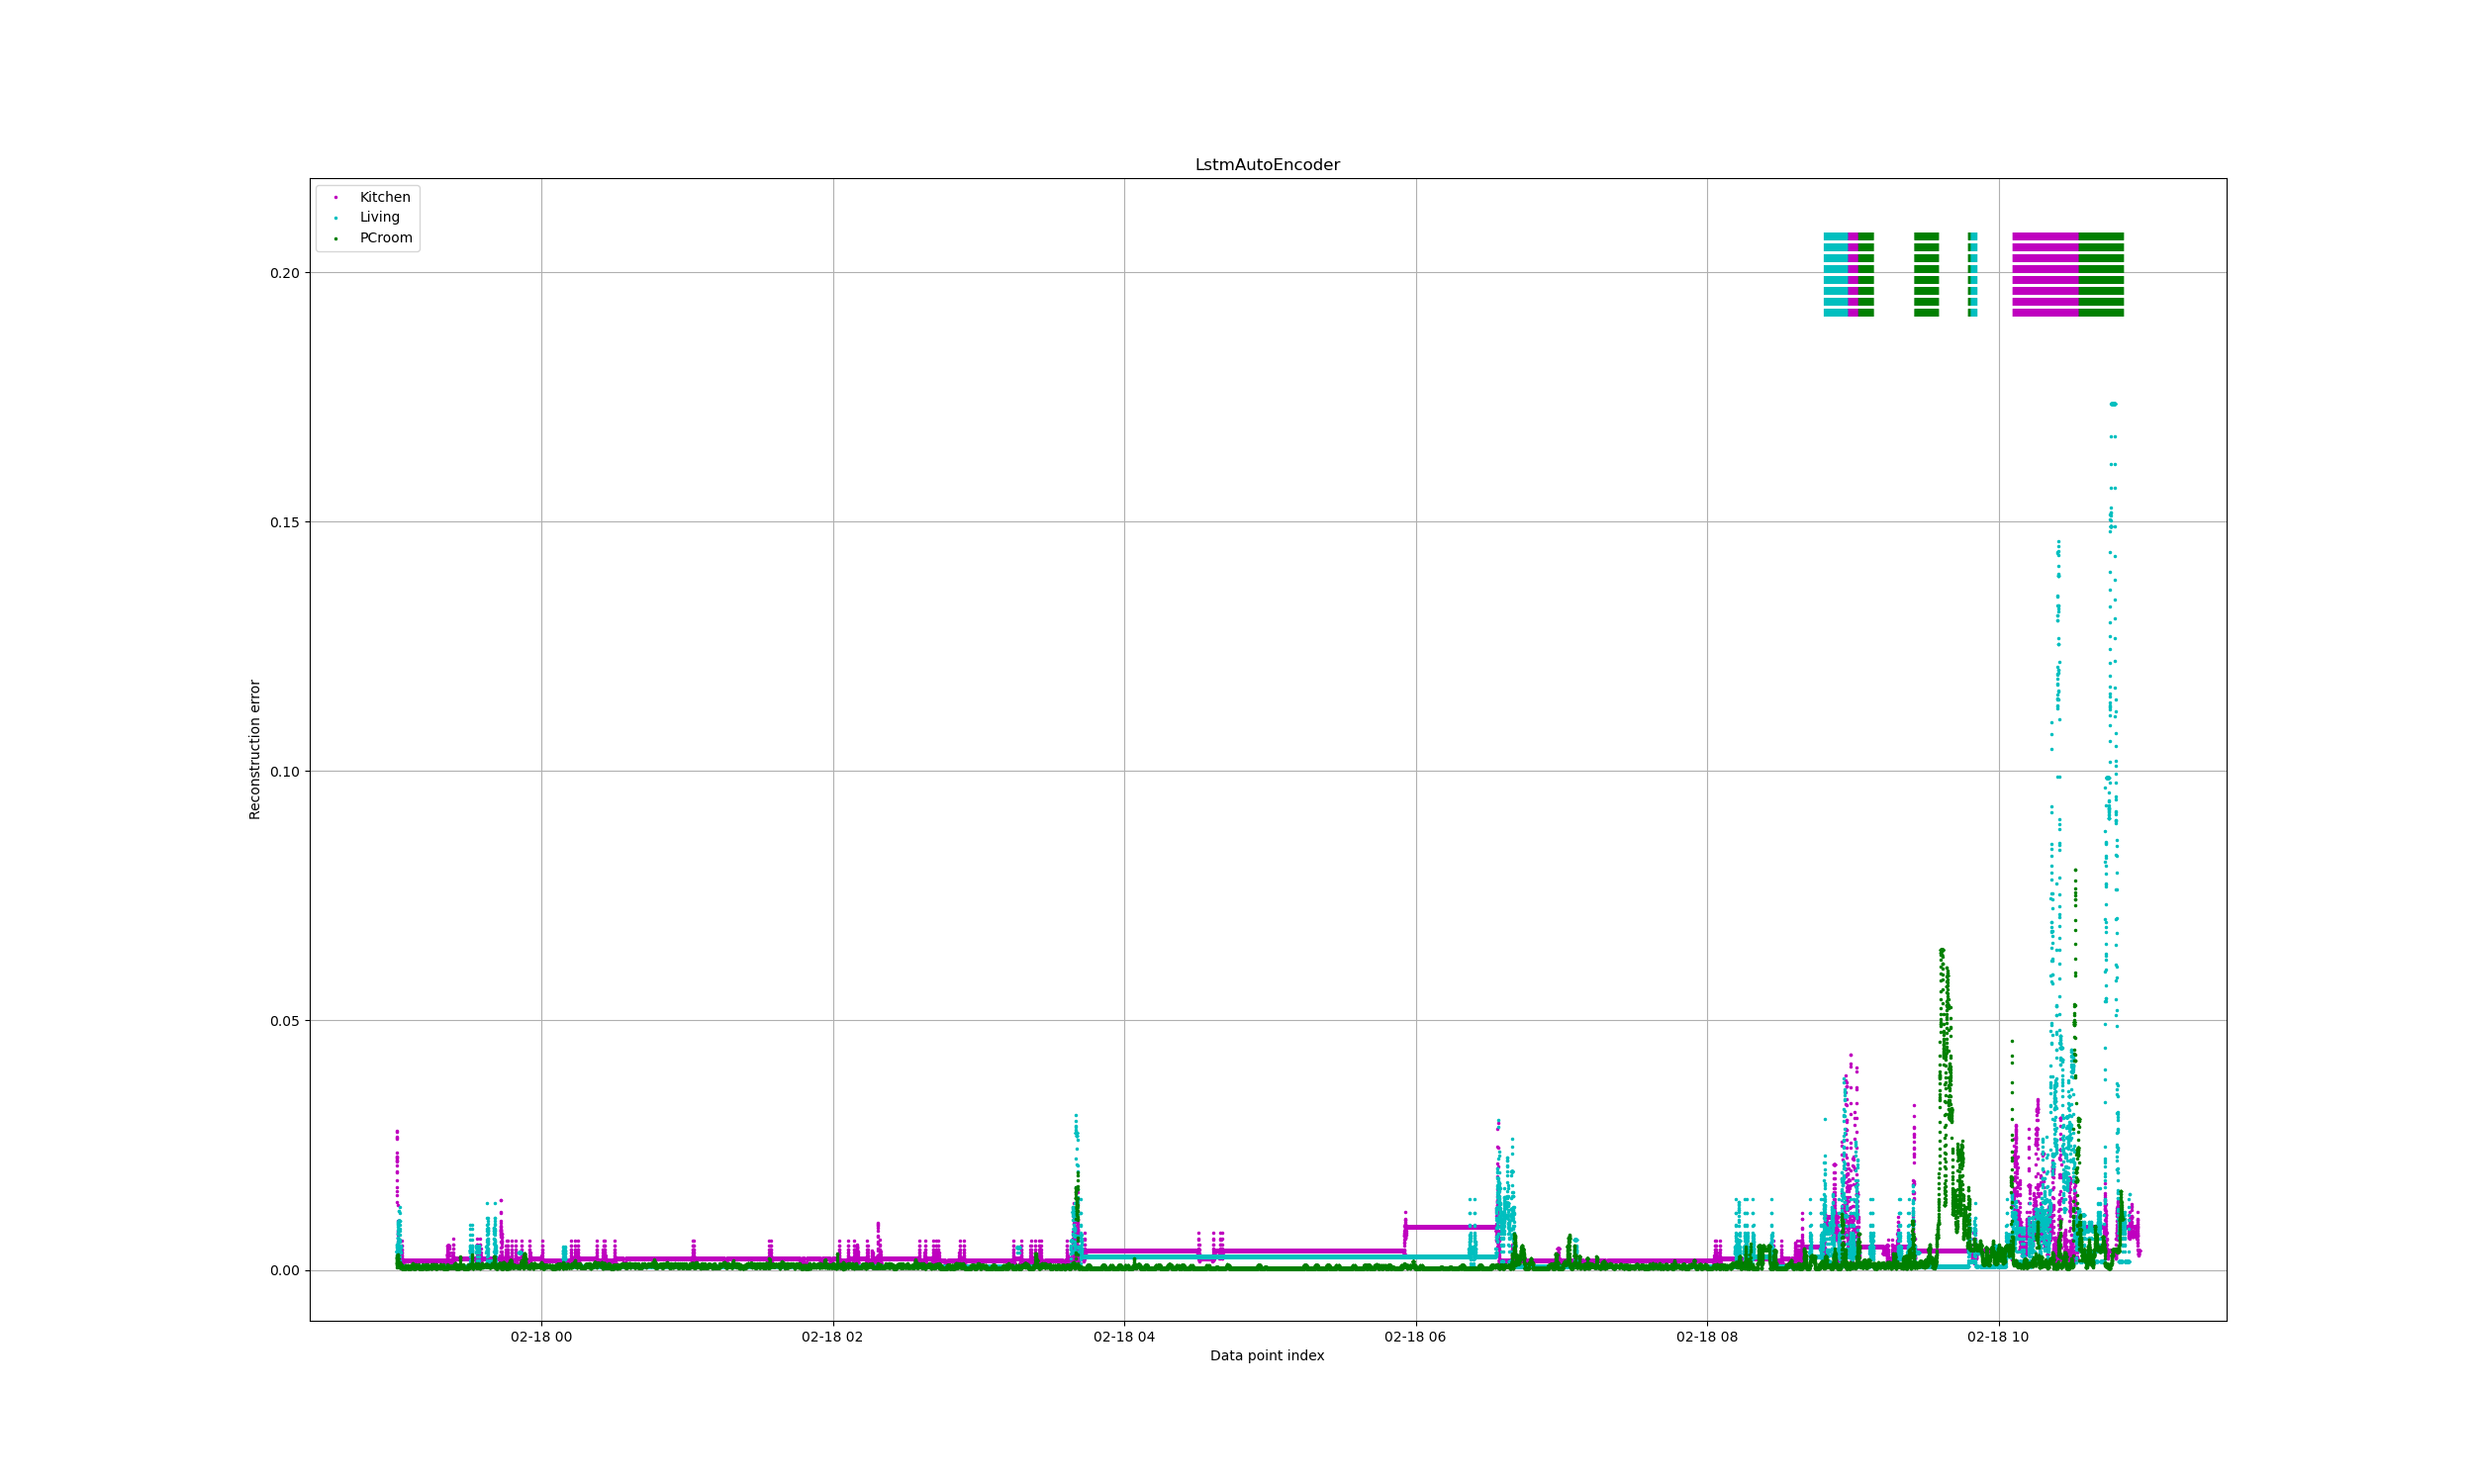 LstmAutoEncoder
Kitchen
Living
PCroom
0.20
0.15
0.10
0.05
0.00
Reconstruction error
02-18 00
02-18 02
02-18 04
02-18 06
02-18 08
02-18 10
Data point index